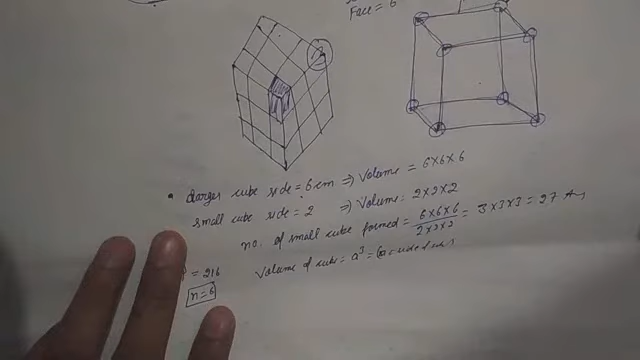 Face = 6
• Larger cube side = 6 cm ⇒ Volume = 6×6×6
small cube side = 2 ⇒ Volume = 2×2×2
no. of small cube formed = 6×6×6 / 2×2×2 = 3×3×3 = 27 Ans
= 216
Volume of cube = a³ =
n=6